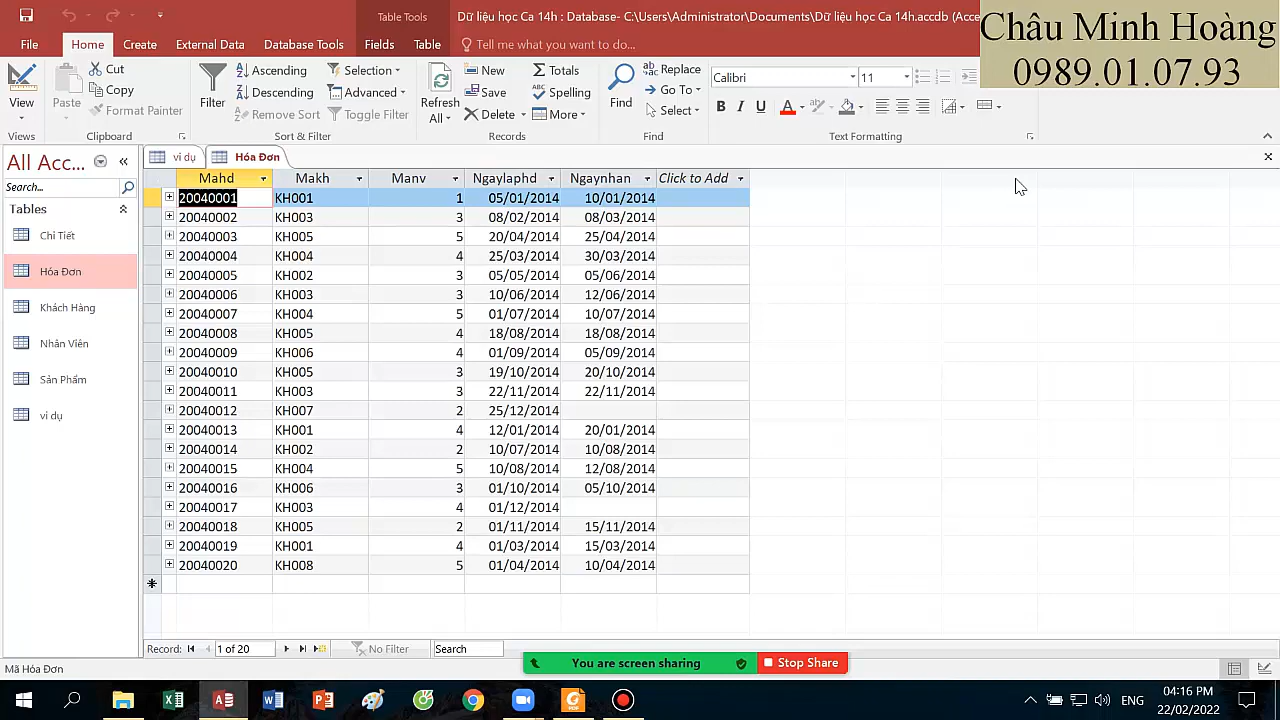 Table Tools
Dữ liệu học Ca 14h : Database- C:\Users\Administrator\Documents\Dữ liệu học Ca 14h.accdb (Acce
Châu Minh Hoàng
0989.01.07.93
File Home Create External Data Database Tools Fields Table Tell me what you want to do...
View Paste Cut Copy Format Painter
Filter Ascending Descending Remove Sort Selection Advanced Toggle Filter
Refresh All New Save Delete Totals Spelling More
Find Replace Go To Select
Calibri 11
B I U A
Views Clipboard Sort & Filter Records Find Text Formatting
All Acc...
Search...
Tables
Chi Tiết
Hóa Đơn
Khách Hàng
Nhân Viên
Sản Phẩm
ví dụ
ví dụ Hóa Đơn
Mahd Makh Manv Ngaylaphd Ngaynhan Click to Add
20040001 KH001 1 05/01/2014 10/01/2014
20040002 KH003 3 08/02/2014 08/03/2014
20040003 KH005 5 20/04/2014 25/04/2014
20040004 KH004 4 25/03/2014 30/03/2014
20040005 KH002 3 05/05/2014 05/06/2014
20040006 KH003 3 10/06/2014 12/06/2014
20040007 KH004 5 01/07/2014 10/07/2014
20040008 KH005 4 18/08/2014 18/08/2014
20040009 KH006 4 01/09/2014 05/09/2014
20040010 KH005 3 19/10/2014 20/10/2014
20040011 KH003 3 22/11/2014 22/11/2014
20040012 KH007 2 25/12/2014
20040013 KH001 4 12/01/2014 20/01/2014
20040014 KH002 2 10/07/2014 10/08/2014
20040015 KH004 5 10/08/2014 12/08/2014
20040016 KH006 3 01/10/2014 05/10/2014
20040017 KH003 4 01/12/2014
20040018 KH005 2 01/11/2014 15/11/2014
20040019 KH001 4 01/03/2014 15/03/2014
20040020 KH008 5 01/04/2014 10/04/2014
Record: 1 of 20 No Filter Search
You are screen sharing Stop Share
Mã Hóa Đơn
ENG
04:16 PM
22/02/2022